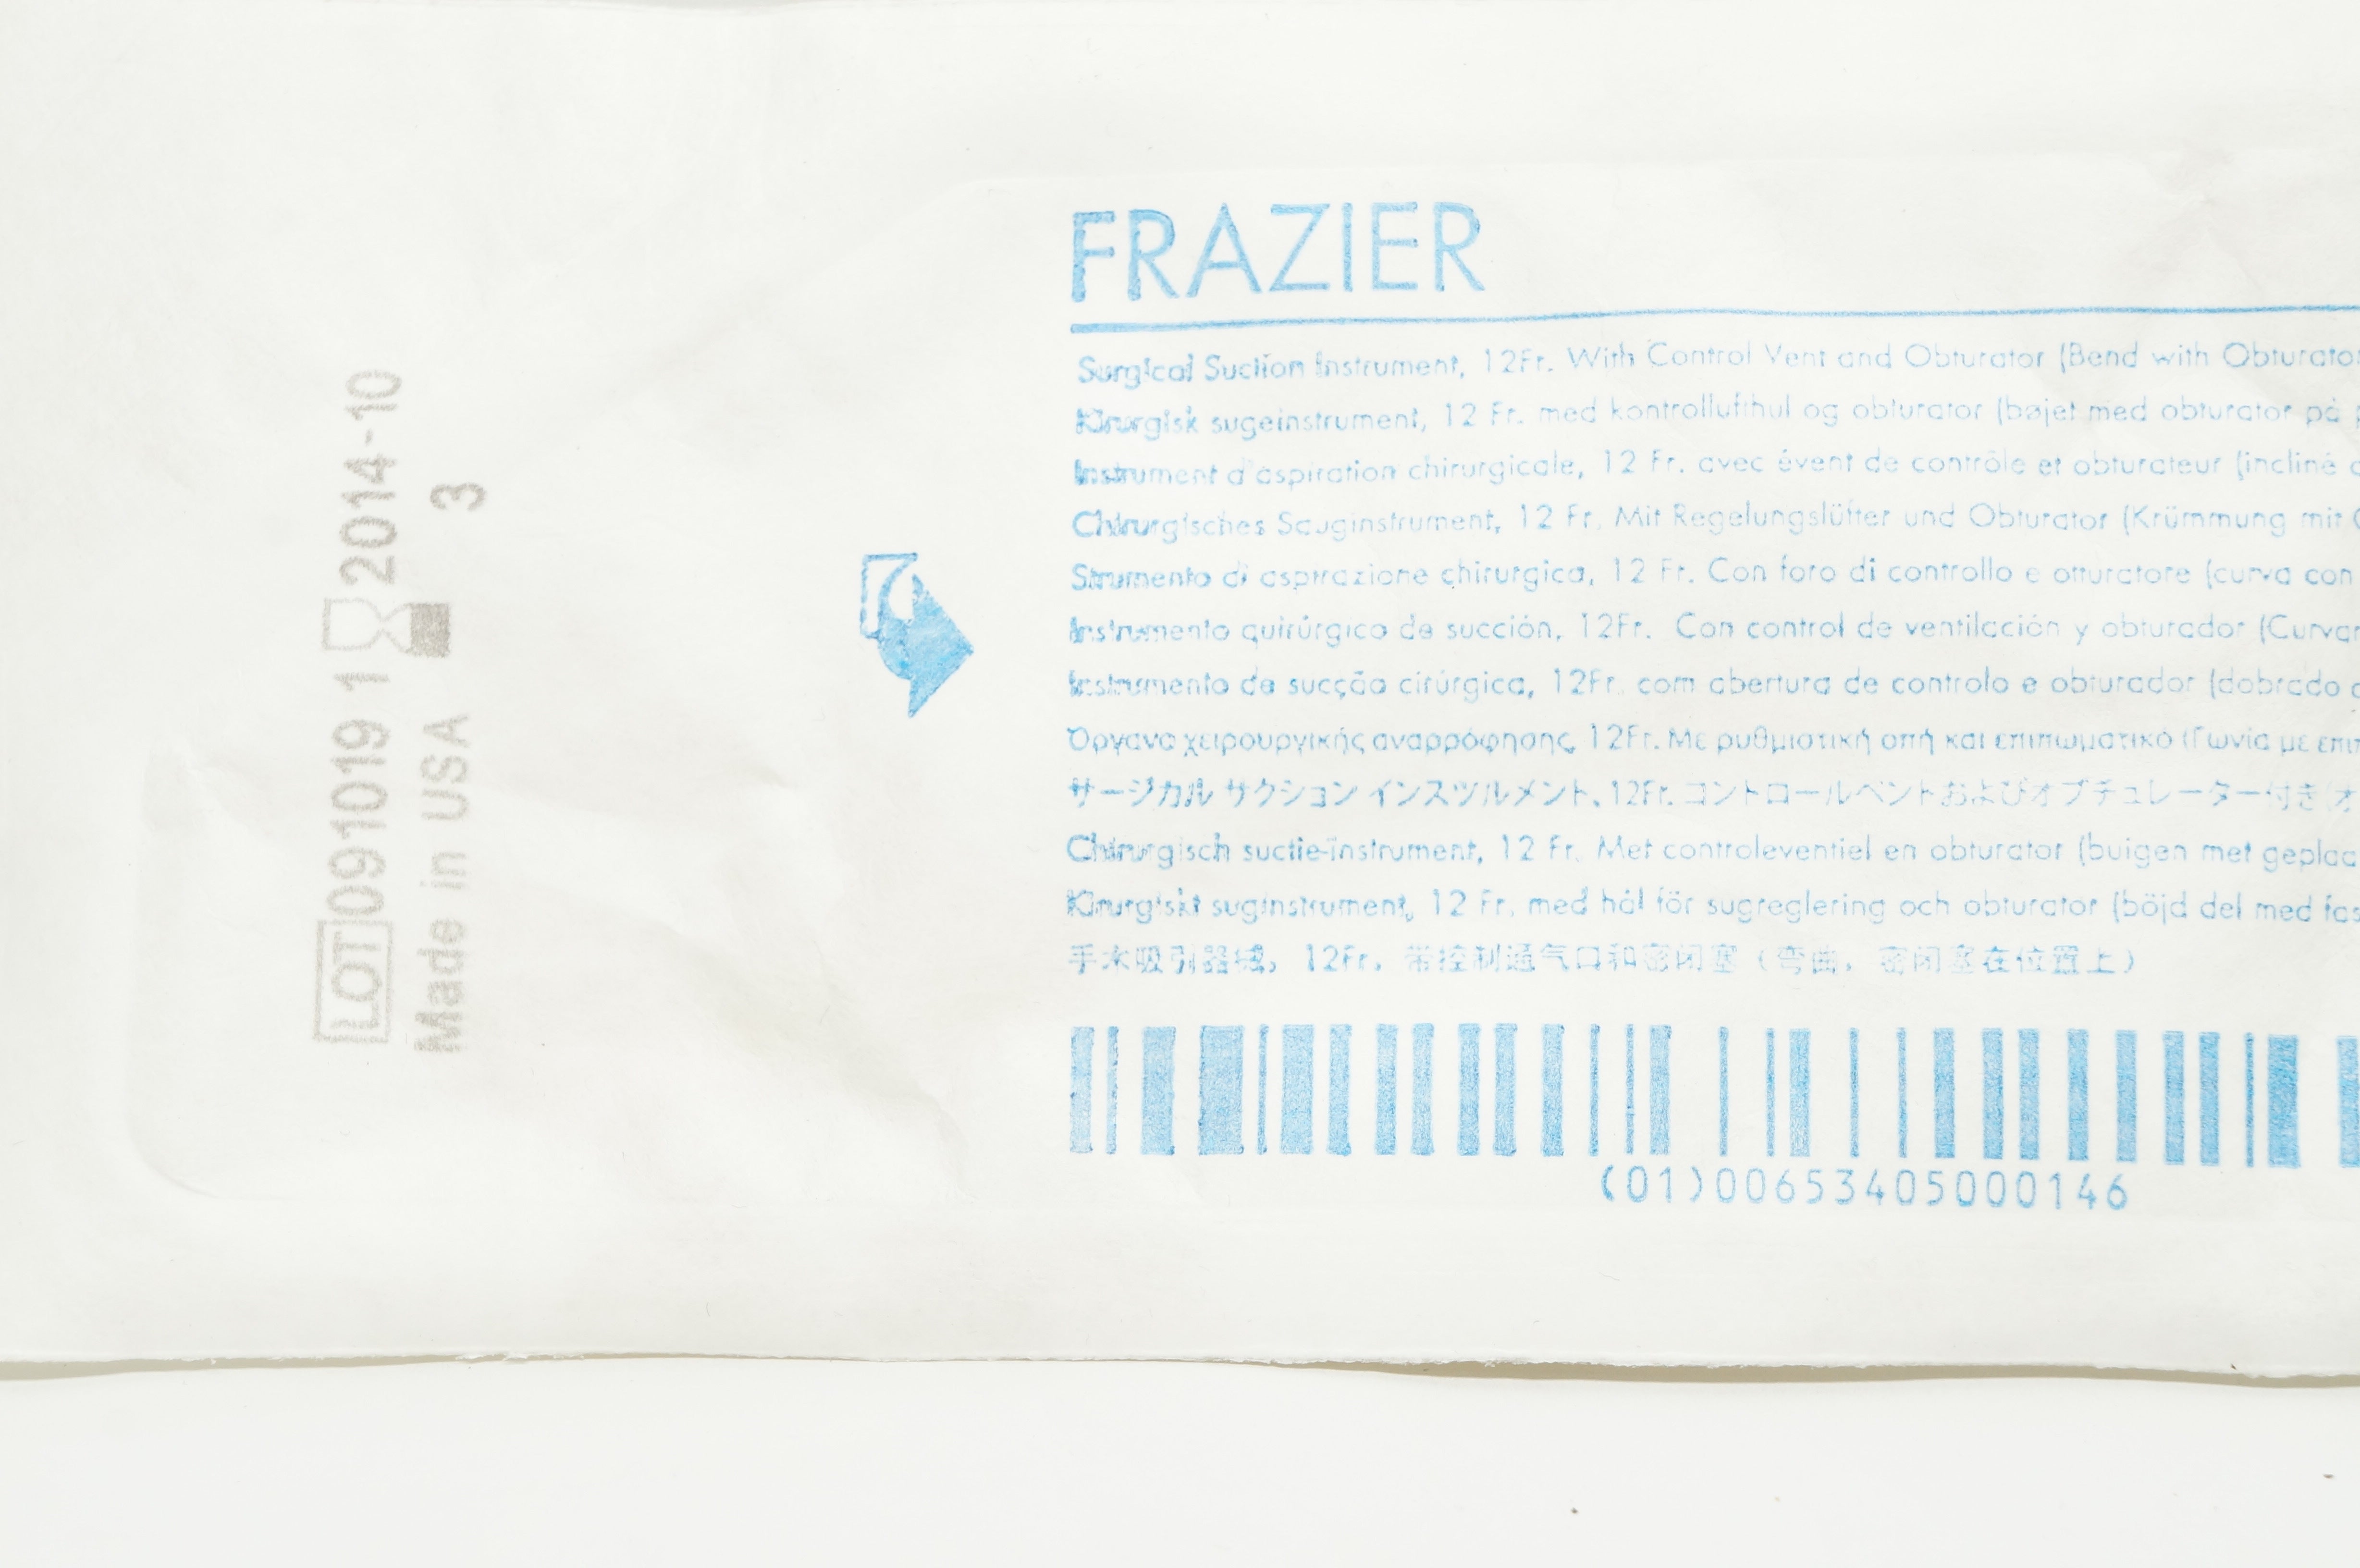 LOT 091019 1 2014-10
Made in USA 3
FRAZIER
Surgical Suction Instrument, 12Fr. With Control Vent and Obturator (Bend with Obturator
Kirurgisk sugeinstrument, 12 Fr. med kontrollufthul og obturator (bøjet med obturator på
Instrument d'aspiration chirurgicale, 12 Fr. avec évent de contrôle et obturateur (incliné
Chirurgisches Sauginstrument, 12 Fr. Mit Regelungslüfter und Obturator (Krümmung mit
Strumento di aspirazione chirurgica, 12 Fr. Con foro di controllo e otturatore (curva con
Instrumento quirúrgico de succión, 12Fr. Con control de ventilación y obturador (Curvar
Instrumento de sucção cirúrgica, 12Fr. com abertura de controlo e obturador (dobrado
Όργανο χειρουργικής αναρρόφησης, 12Fr. Με ρυθμιστική οπή και επιπωματικό (Γωνία με
サージカル サクション インスツルメント、12Fr. コントロールベントおよびオブチュレーター付き(オ
Chirurgisch suctie-instrument, 12 Fr. Met controleventiel en obturator (buigen met geplaa
Kirurgiskt suginstrument, 12 Fr. med hål för sugreglering och obturator (böjd del med fas
手术吸引器械, 12Fr. 带控制通气口和密闭塞（弯曲, 密闭塞在位置上）
(01)00653405000146